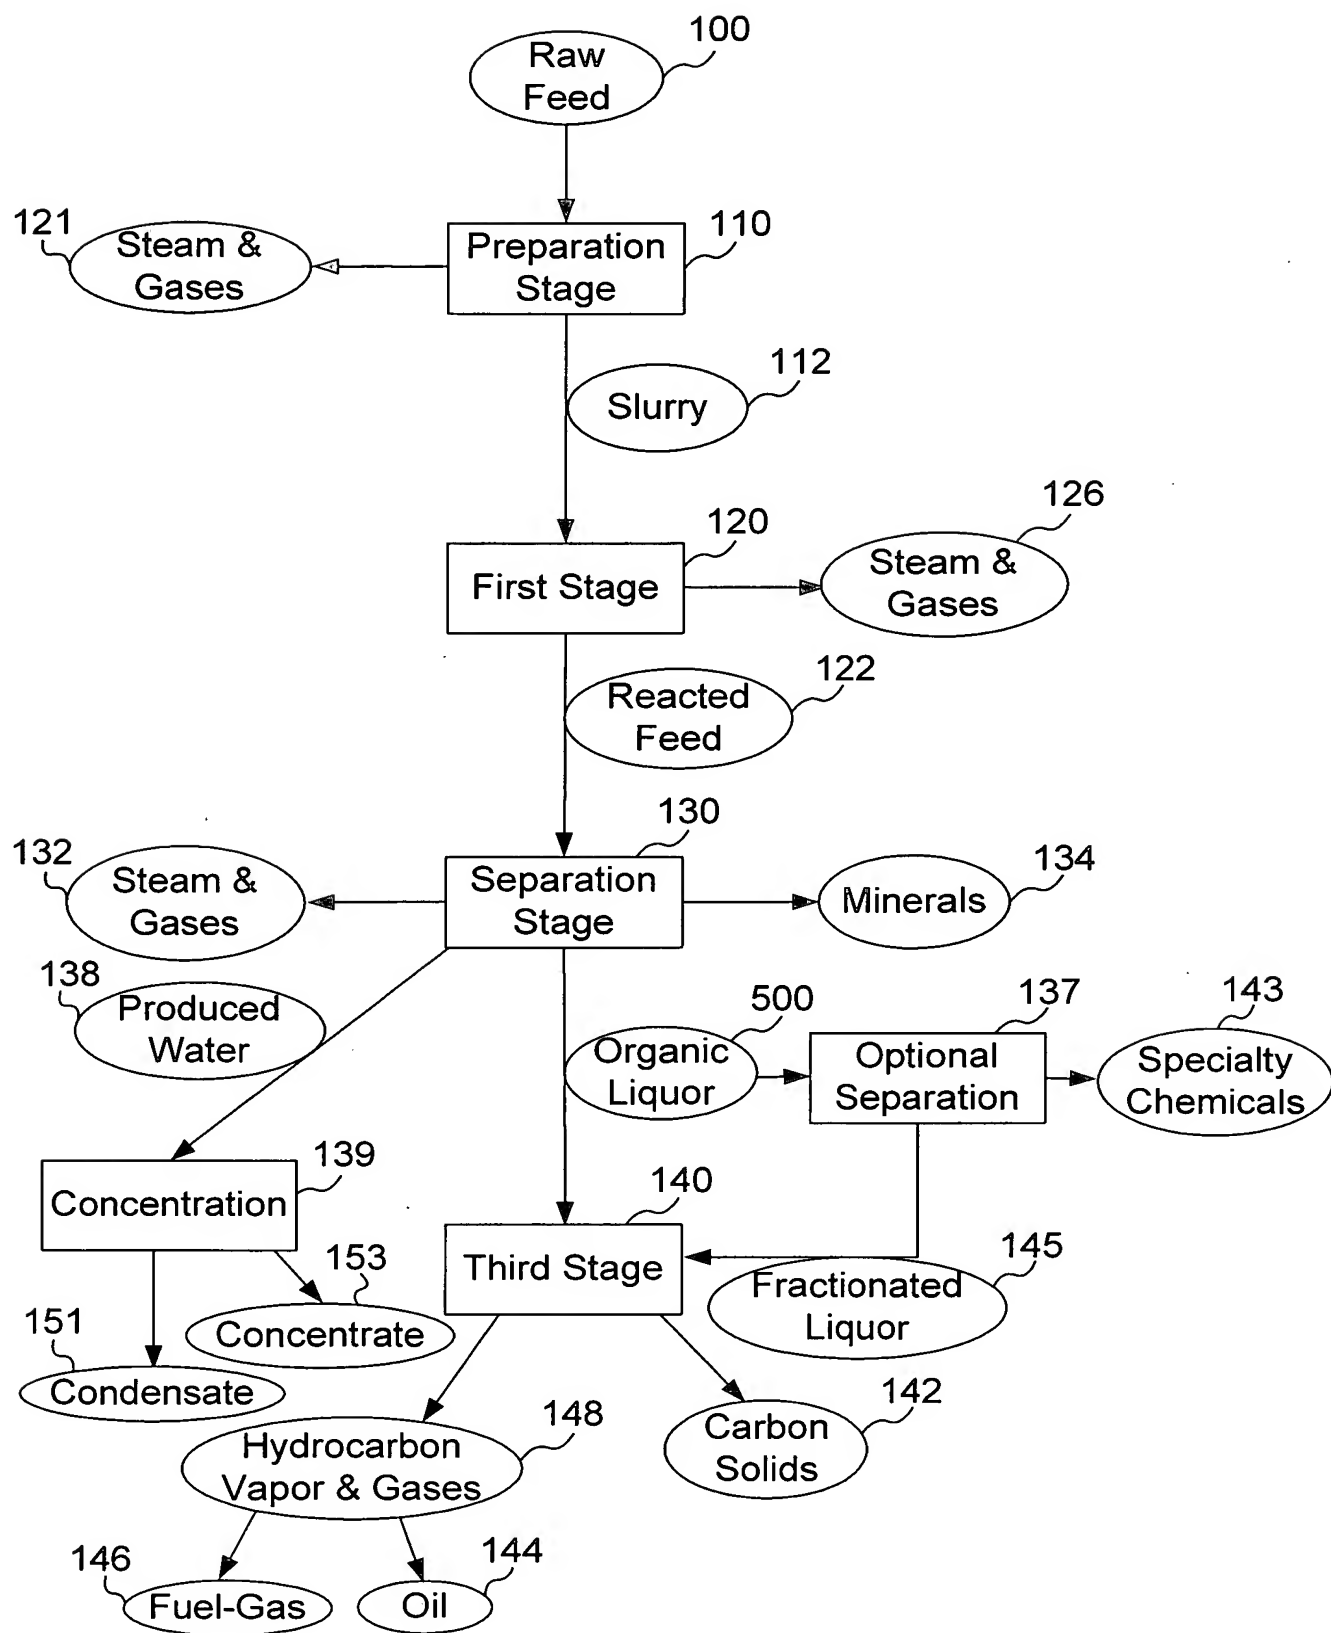 100
Raw
Feed
121
Steam &
Gases
Preparation
Stage
110
112
Slurry
126
120
First Stage
Steam &
Gases
122
Reacted
Feed
130
132
Steam &
Gases
Separation
Stage
Minerals
134
138
Produced
Water
500
Organic
Liquor
137
Optional
Separation
143
Specialty
Chemicals
139
Concentration
140
Third Stage
145
Fractionated
Liquor
153
Concentrate
151
Condensate
148
Hydrocarbon
Vapor & Gases
142
Carbon
Solids
146
Fuel-Gas
144
Oil